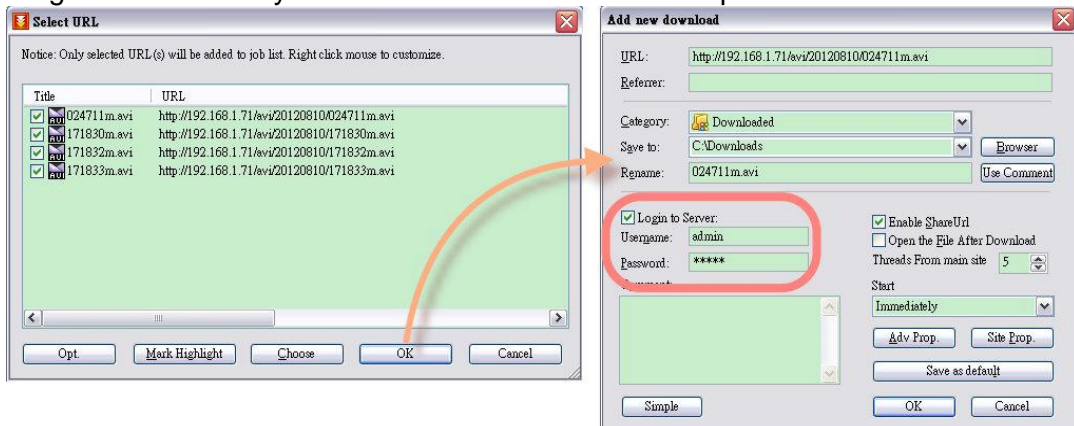 Select URL
Notice: Only selected URL(s) will be added to job list. Right click mouse to customize.
Title URL
024711m.avi http://192.168.1.71/avi/20120810/024711m.avi
171830m.avi http://192.168.1.71/avi/20120810/171830m.avi
171832m.avi http://192.168.1.71/avi/20120810/171832m.avi
171833m.avi http://192.168.1.71/avi/20120810/171833m.avi
Opt. Mark Highlight Choose OK Cancel
Add new download
URL: http://192.168.1.71/avi/20120810/024711m.avi
Referrer:
Category: Downloaded
Save to: C:\Downloads Browser
Rename: 024711m.avi Use Comment
Login to Server:
Username: admin
Password: *****
Comment:
Enable ShareUrl
Open the File After Download
Threads From main site 5
Start
Immediately
Adv Prop. Site Prop.
Save as default
Simple OK Cancel